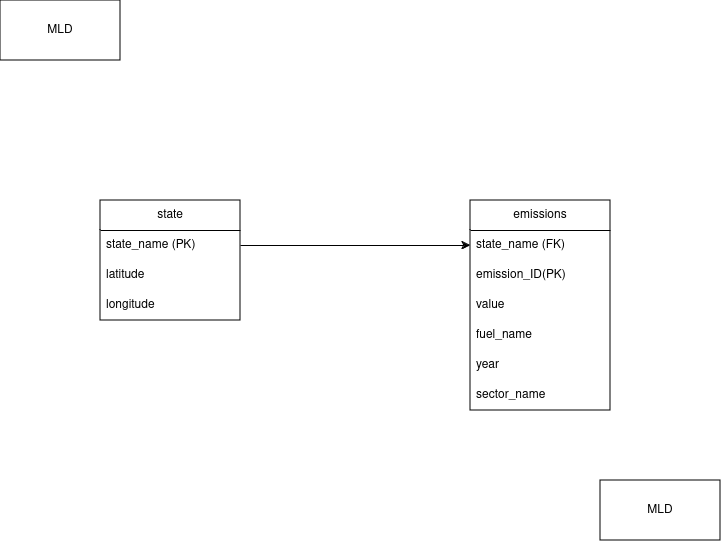 MLD
state
state_name (PK)
latitude
longitude
emissions
state_name (FK)
emission_ID(PK)
value
fuel_name
year
sector_name
MLD